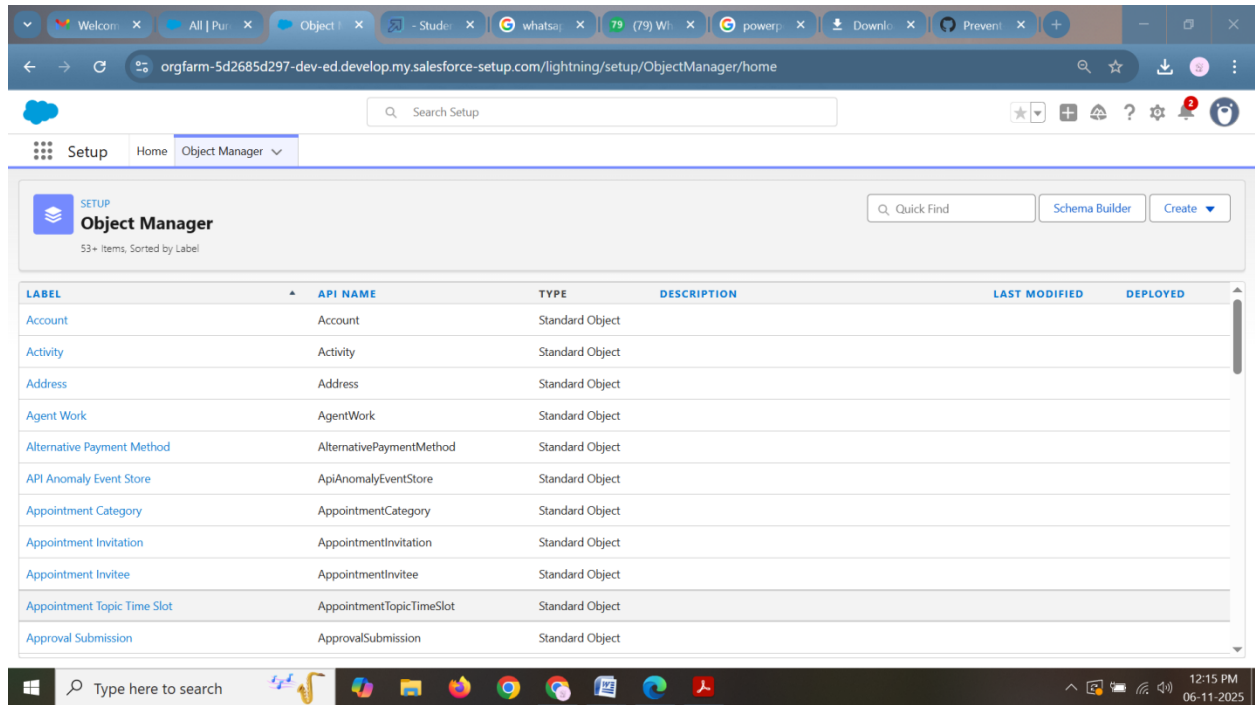 Welcom
All | Pur
Object M
- Studer
whatsap
79 (79) Wh
powerp
Downlo
Prevent
orgfarm-5d2685d297-dev-ed.develop.my.salesforce-setup.com/lightning/setup/ObjectManager/home
Search Setup
2
Setup Home Object Manager
SETUP
Object Manager
53+ Items, Sorted by Label
Quick Find Schema Builder Create
LABEL API NAME TYPE DESCRIPTION LAST MODIFIED DEPLOYED
Account Account Standard Object
Activity Activity Standard Object
Address Address Standard Object
Agent Work AgentWork Standard Object
Alternative Payment Method AlternativePaymentMethod Standard Object
API Anomaly Event Store ApiAnomalyEventStore Standard Object
Appointment Category AppointmentCategory Standard Object
Appointment Invitation AppointmentInvitation Standard Object
Appointment Invitee AppointmentInvitee Standard Object
Appointment Topic Time Slot AppointmentTopicTimeSlot Standard Object
Approval Submission ApprovalSubmission Standard Object
Type here to search
12:15 PM
06-11-2025